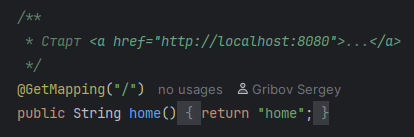 /**
* Старт <a href="http://localhost:8080">...</a>
*/
@GetMapping("/") no usages Gribov Sergey
public String home() { return "home"; }